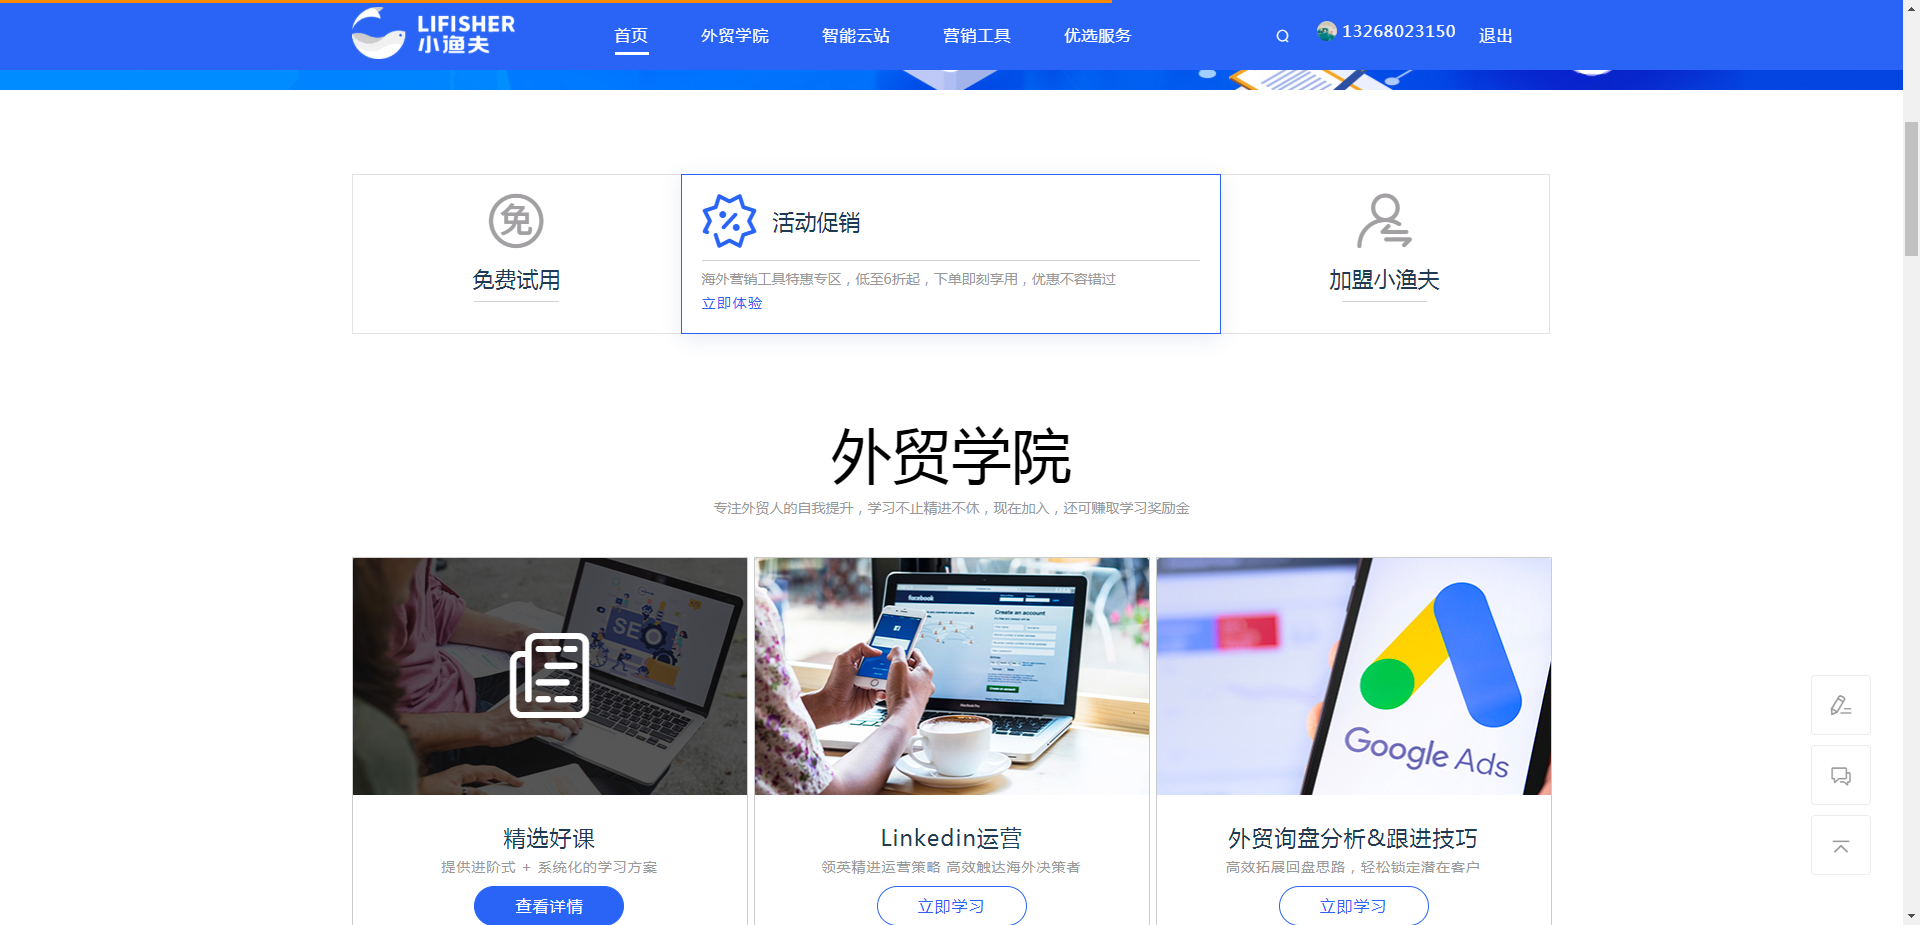 LIFISHER
小渔夫
首页 外贸学院 智能云站 营销工具 优选服务 13268023150 退出
免
免费试用
活动促销
海外营销工具特惠专区，低至6折起，下单即刻享用，优惠不容错过
立即体验
加盟小渔夫
外贸学院
专注外贸人的自我提升，学习不止精进不休，现在加入，还可赚取学习奖励金
SEO
facebook
Create an account
Google Ads
精选好课
提供进阶式 + 系统化的学习方案
查看详情
Linkedin运营
领英精进运营策略 高效触达海外决策者
立即学习
外贸询盘分析&跟进技巧
高效拓展回盘思路，轻松锁定潜在客户
立即学习